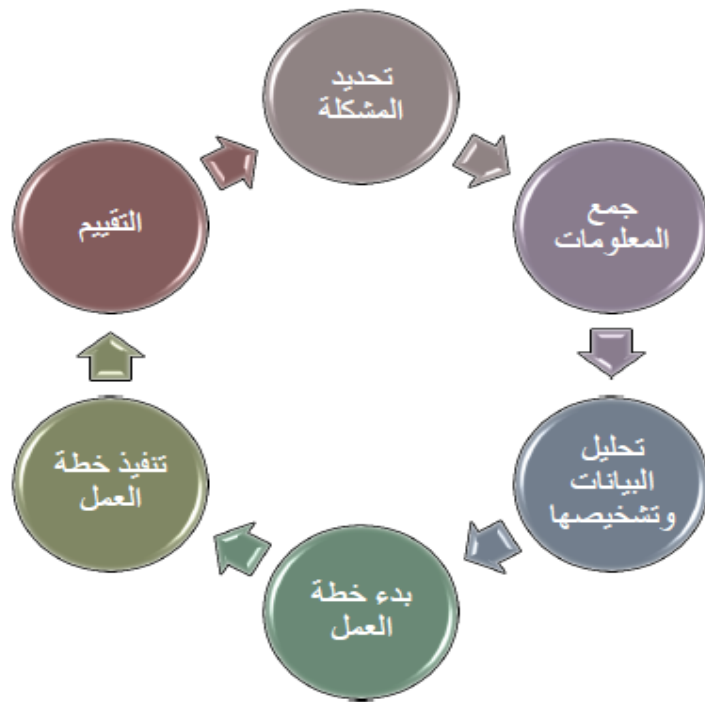 تحديد
المشكلة
جمع
المعلومات
تحليل
البيانات
وتشخيصها
بدء خطة
العمل
تنفيذ خطة
العمل
التقييم